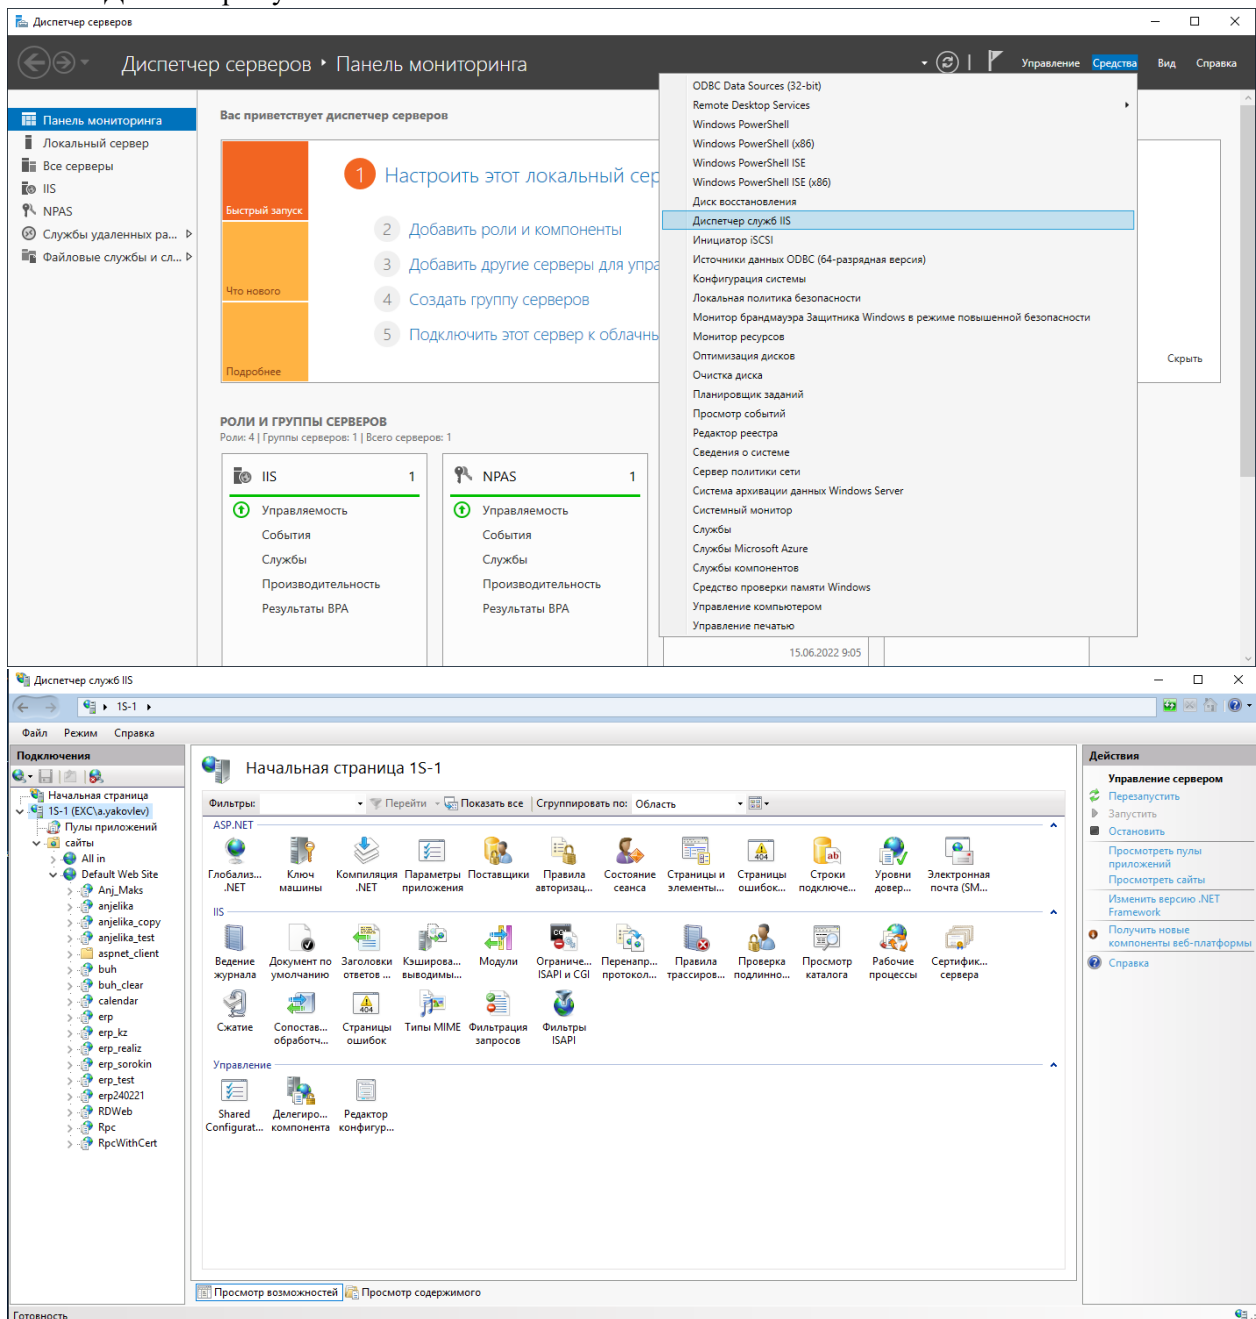 Диспетчер серверов
Диспетчер серверов • Панель мониторинга
Управление Средства Вид Справка
Панель мониторинга
Локальный сервер
Все серверы
IIS
NPAS
Службы удаленных ра...
Файловые службы и сл...
Вас приветствует диспетчер серверов
Быстрый запуск
Что нового
Подробнее
1 Настроить этот локальный сер
2 Добавить роли и компоненты
3 Добавить другие серверы для упра
4 Создать группу серверов
5 Подключить этот сервер к облачны
Скрыть
РОЛИ И ГРУППЫ СЕРВЕРОВ
Роли: 4 | Группы серверов: 1 | Всего серверов: 1
IIS 1
Управляемость
События
Службы
Производительность
Результаты BPA
NPAS 1
Управляемость
События
Службы
Производительность
Результаты BPA
15.06.2022 9:05
ODBC Data Sources (32-bit)
Remote Desktop Services
Windows PowerShell
Windows PowerShell (x86)
Windows PowerShell ISE
Windows PowerShell ISE (x86)
Диск восстановления
Диспетчер служб IIS
Инициатор iSCSI
Источники данных ODBC (64-разрядная версия)
Конфигурация системы
Локальная политика безопасности
Монитор брандмауэра Защитника Windows в режиме повышенной безопасности
Монитор ресурсов
Оптимизация дисков
Очистка диска
Планировщик заданий
Просмотр событий
Редактор реестра
Сведения о системе
Сервер политики сети
Система архивации данных Windows Server
Системный монитор
Службы
Службы Microsoft Azure
Службы компонентов
Средство проверки памяти Windows
Управление компьютером
Управление печатью
Диспетчер служб IIS
1S-1
Файл Режим Справка
Подключения
Начальная страница
1S-1 (EXC\a.yakovlev)
Пулы приложений
сайты
All in
Default Web Site
Anj_Maks
anjelika
anjelika_copy
anjelika_test
aspnet_client
buh
buh_clear
calendar
erp
erp_kz
erp_realiz
erp_sorokin
erp_test
erp240221
RDWeb
Rpc
RpcWithCert
Начальная страница 1S-1
Фильтры: Перейти Показать все Сгруппировать по: Область
ASP.NET
Глобализ... Ключ Компиляция Параметры Поставщики Правила Состояние Страницы и Страницы Строки Уровни Электронная
.NET машины .NET приложения авторизац... сеанса элементы... ошибок... подключе... довер... почта (SM...
IIS
Ведение Документ по Заголовки Кэширова... Модули Ограниче... Перенапр... Правила Проверка Просмотр Рабочие Сертифик...
журнала умолчанию ответов ... выводимы... ISAPI и CGI протокол... трассиров... подлинно... каталога процессы сервера
Сжатие Сопостав... Страницы Типы MIME Фильтрация Фильтры
обработч... ошибок запросов ISAPI
Управление
Shared Делегиро... Редактор
Configurat... компонента конфигур...
Просмотр возможностей Просмотр содержимого
Действия
Управление сервером
Перезапустить
Запустить
Остановить
Просмотреть пулы
приложений
Просмотреть сайты
Изменить версию .NET
Framework
Получить новые
компоненты веб-платформы
Справка
Готовность